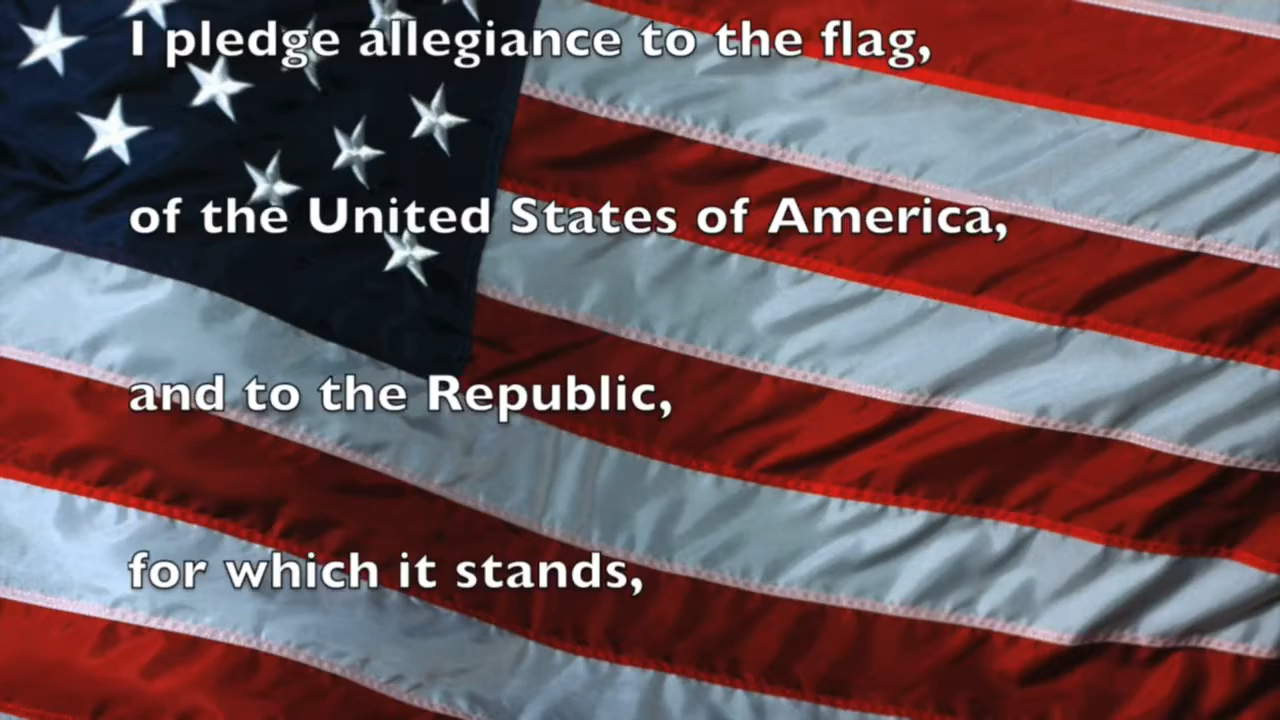 I pledge allegiance to the flag,
of the United States of America,
and to the Republic,
for which it stands,